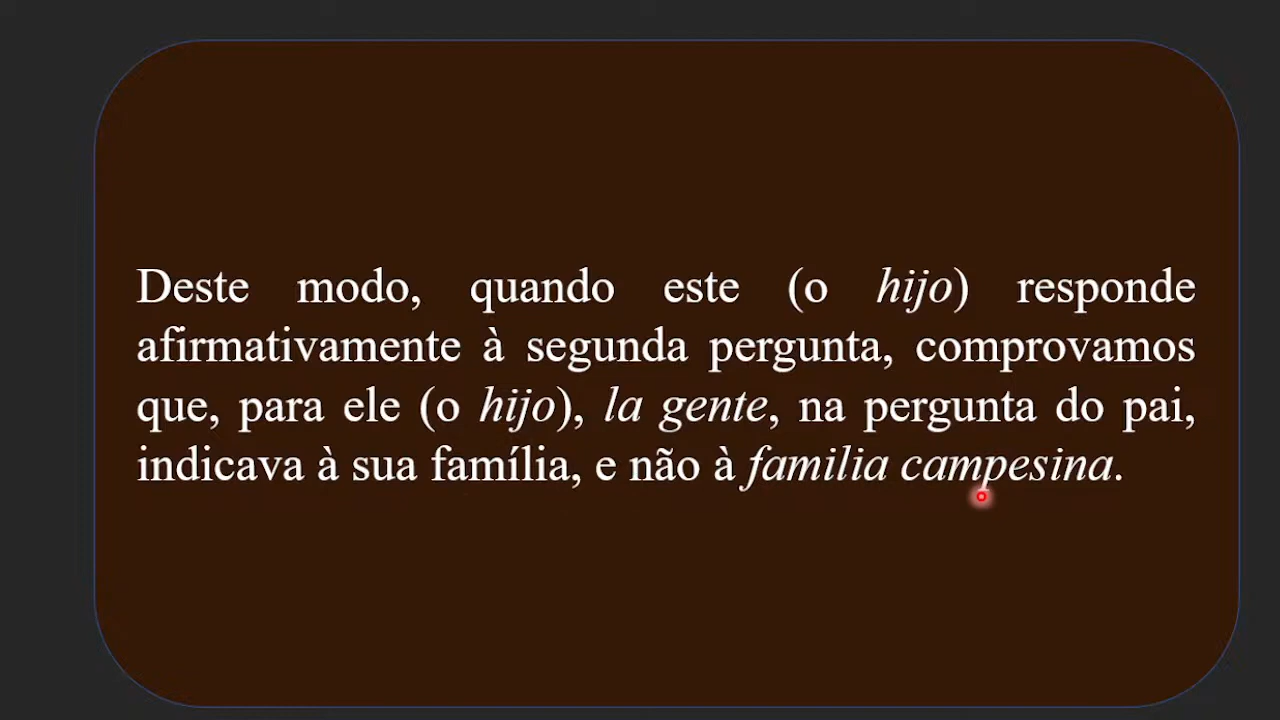 Deste modo, quando este (o hijo) responde
afirmativamente à segunda pergunta, comprovamos
que, para ele (o hijo), la gente, na pergunta do pai,
indicava à sua família, e não à familia campesina.